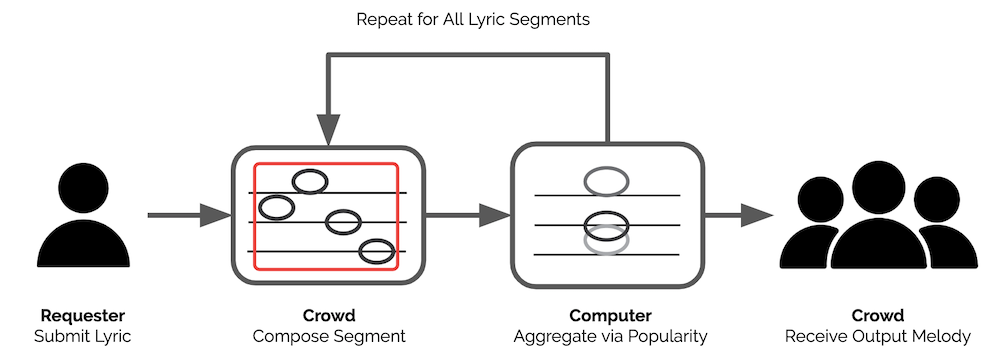 Repeat for All Lyric Segments
Requester
Submit Lyric
Crowd
Compose Segment
Computer
Aggregate via Popularity
Crowd
Receive Output Melody